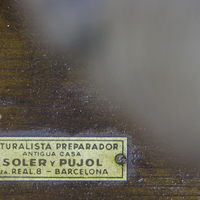 TURALISTA PREPARADOR
ANTIGUA CASA
SOLER Y PUJOL
ZA. REAL. 8 - BARCELONA